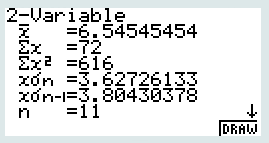 2-Variable
x̄ =6.54545454
Σx =72
Σx² =616
xσn =3.62726133
xσn-1=3.80430378
n =11
DRAW